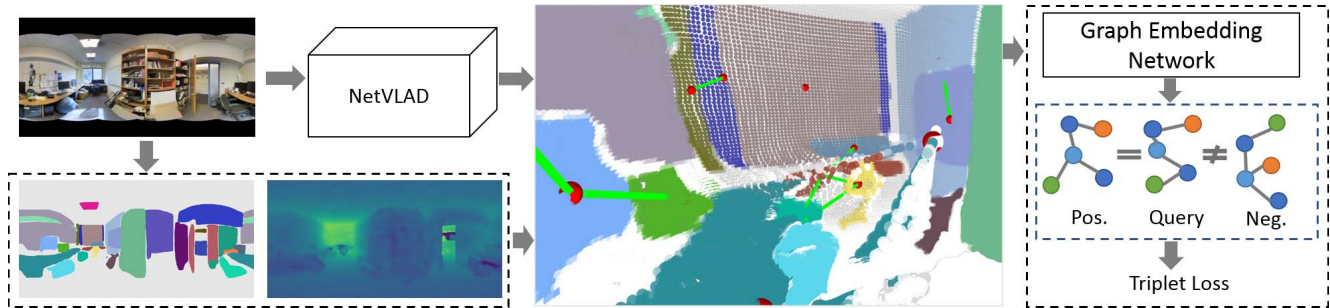 NetVLAD
Graph Embedding
Network
=
≠
Pos.
Query
Neg.
Triplet Loss